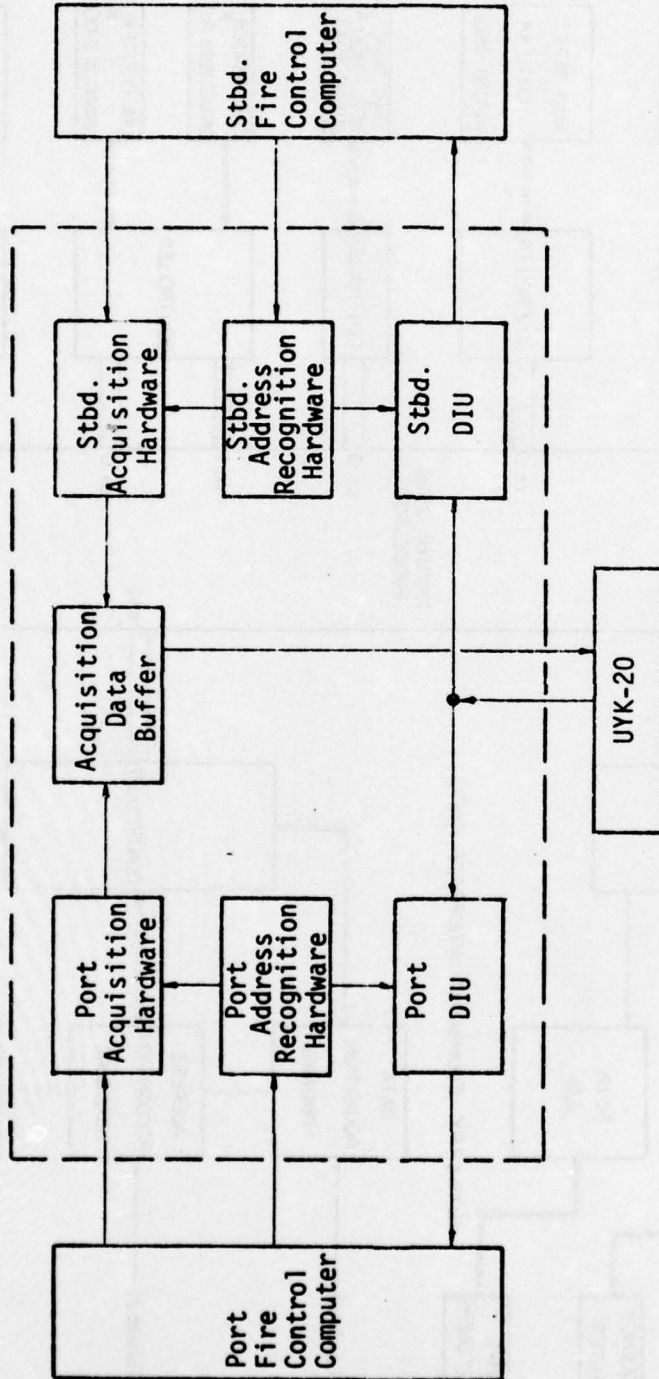 Port
Fire
Control
Computer
Port
Acquisition
Hardware
Port
Address
Recognition
Hardware
Port
DIU
Acquisition
Data
Buffer
Stbd.
Acquisition
Hardware
Stbd.
Address
Recognition
Hardware
Stbd.
DIU
Stbd.
Fire
Control
Computer
UYK-20